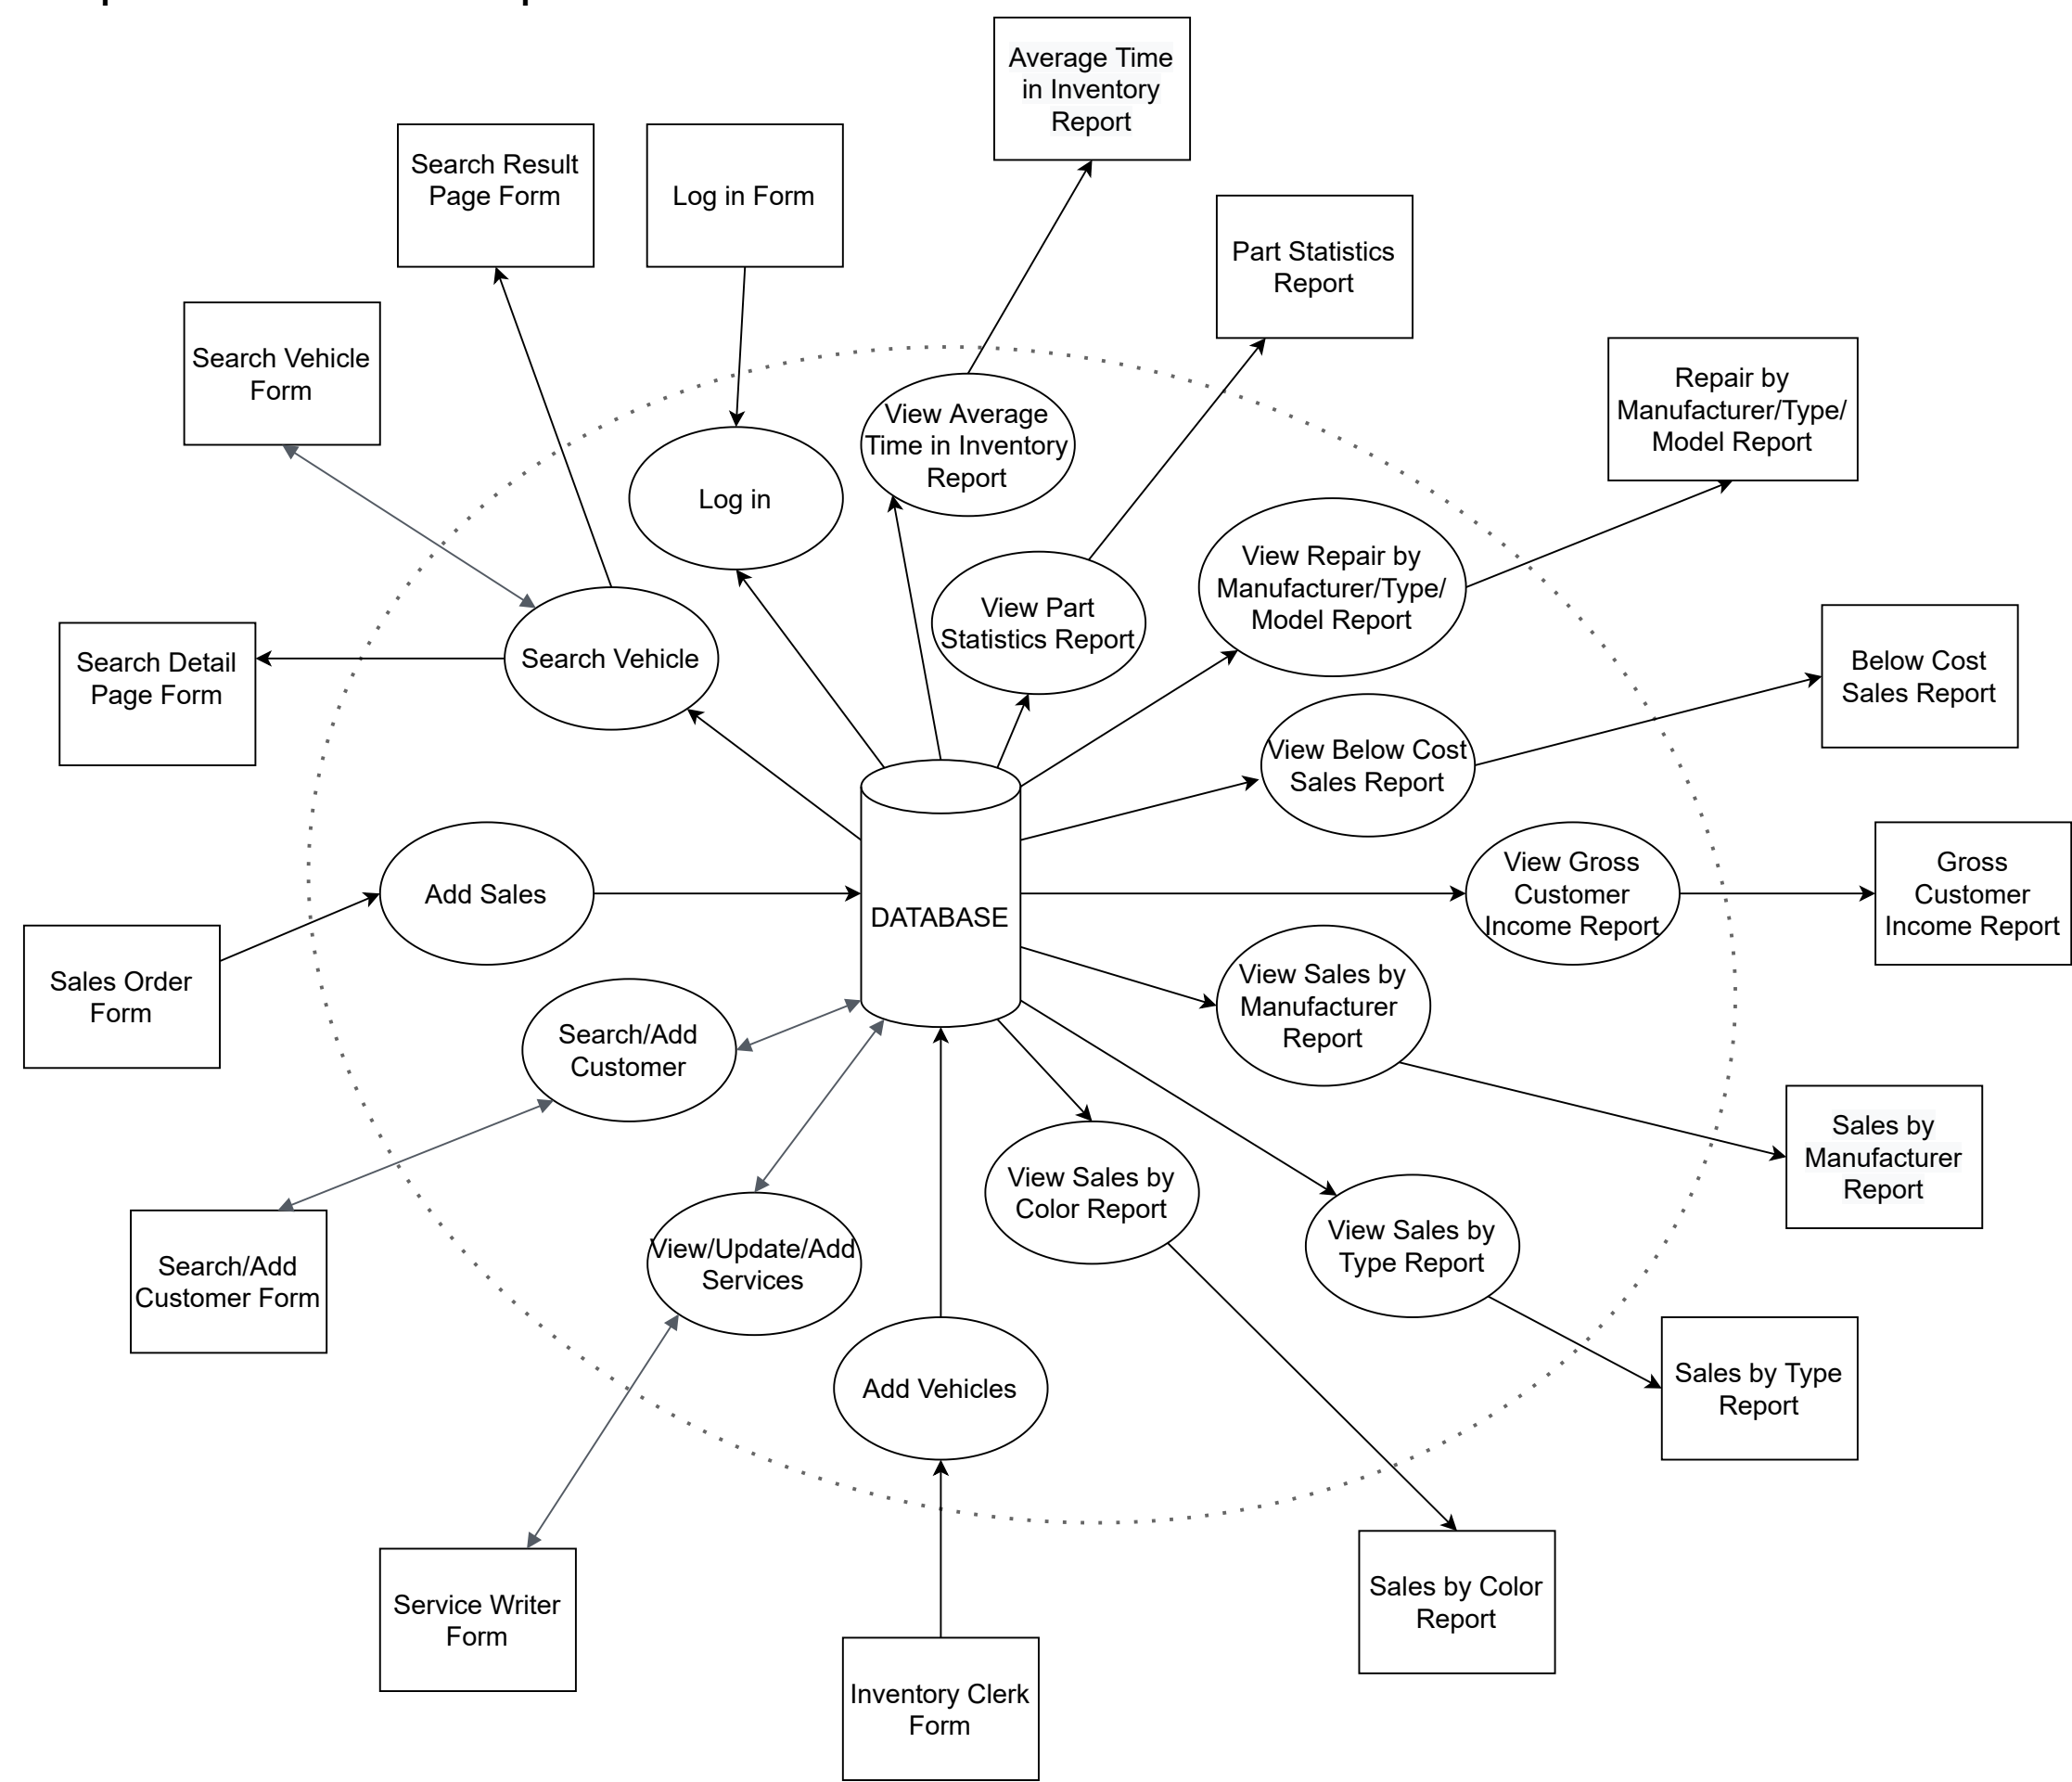 Average Time
in Inventory
Report
Search Result
Page Form
Log in Form
Part Statistics
Report
Search Vehicle
Form
Repair by
Manufacturer/Type/
Model Report
View Average
Time in Inventory
Report
Log in
View Repair by
Manufacturer/Type/
Model Report
View Part
Statistics Report
Search Detail
Page Form
Search Vehicle
Below Cost
Sales Report
View Below Cost
Sales Report
Add Sales
DATABASE
View Gross
Customer
Income Report
Gross
Customer
Income Report
Sales Order
Form
Search/Add
Customer
View Sales by
Manufacturer
Report
Sales by
Manufacturer
Report
View Sales by
Color Report
View/Update/Add
Services
View Sales by
Type Report
Search/Add
Customer Form
Add Vehicles
Sales by Type
Report
Service Writer
Form
Sales by Color
Report
Inventory Clerk
Form